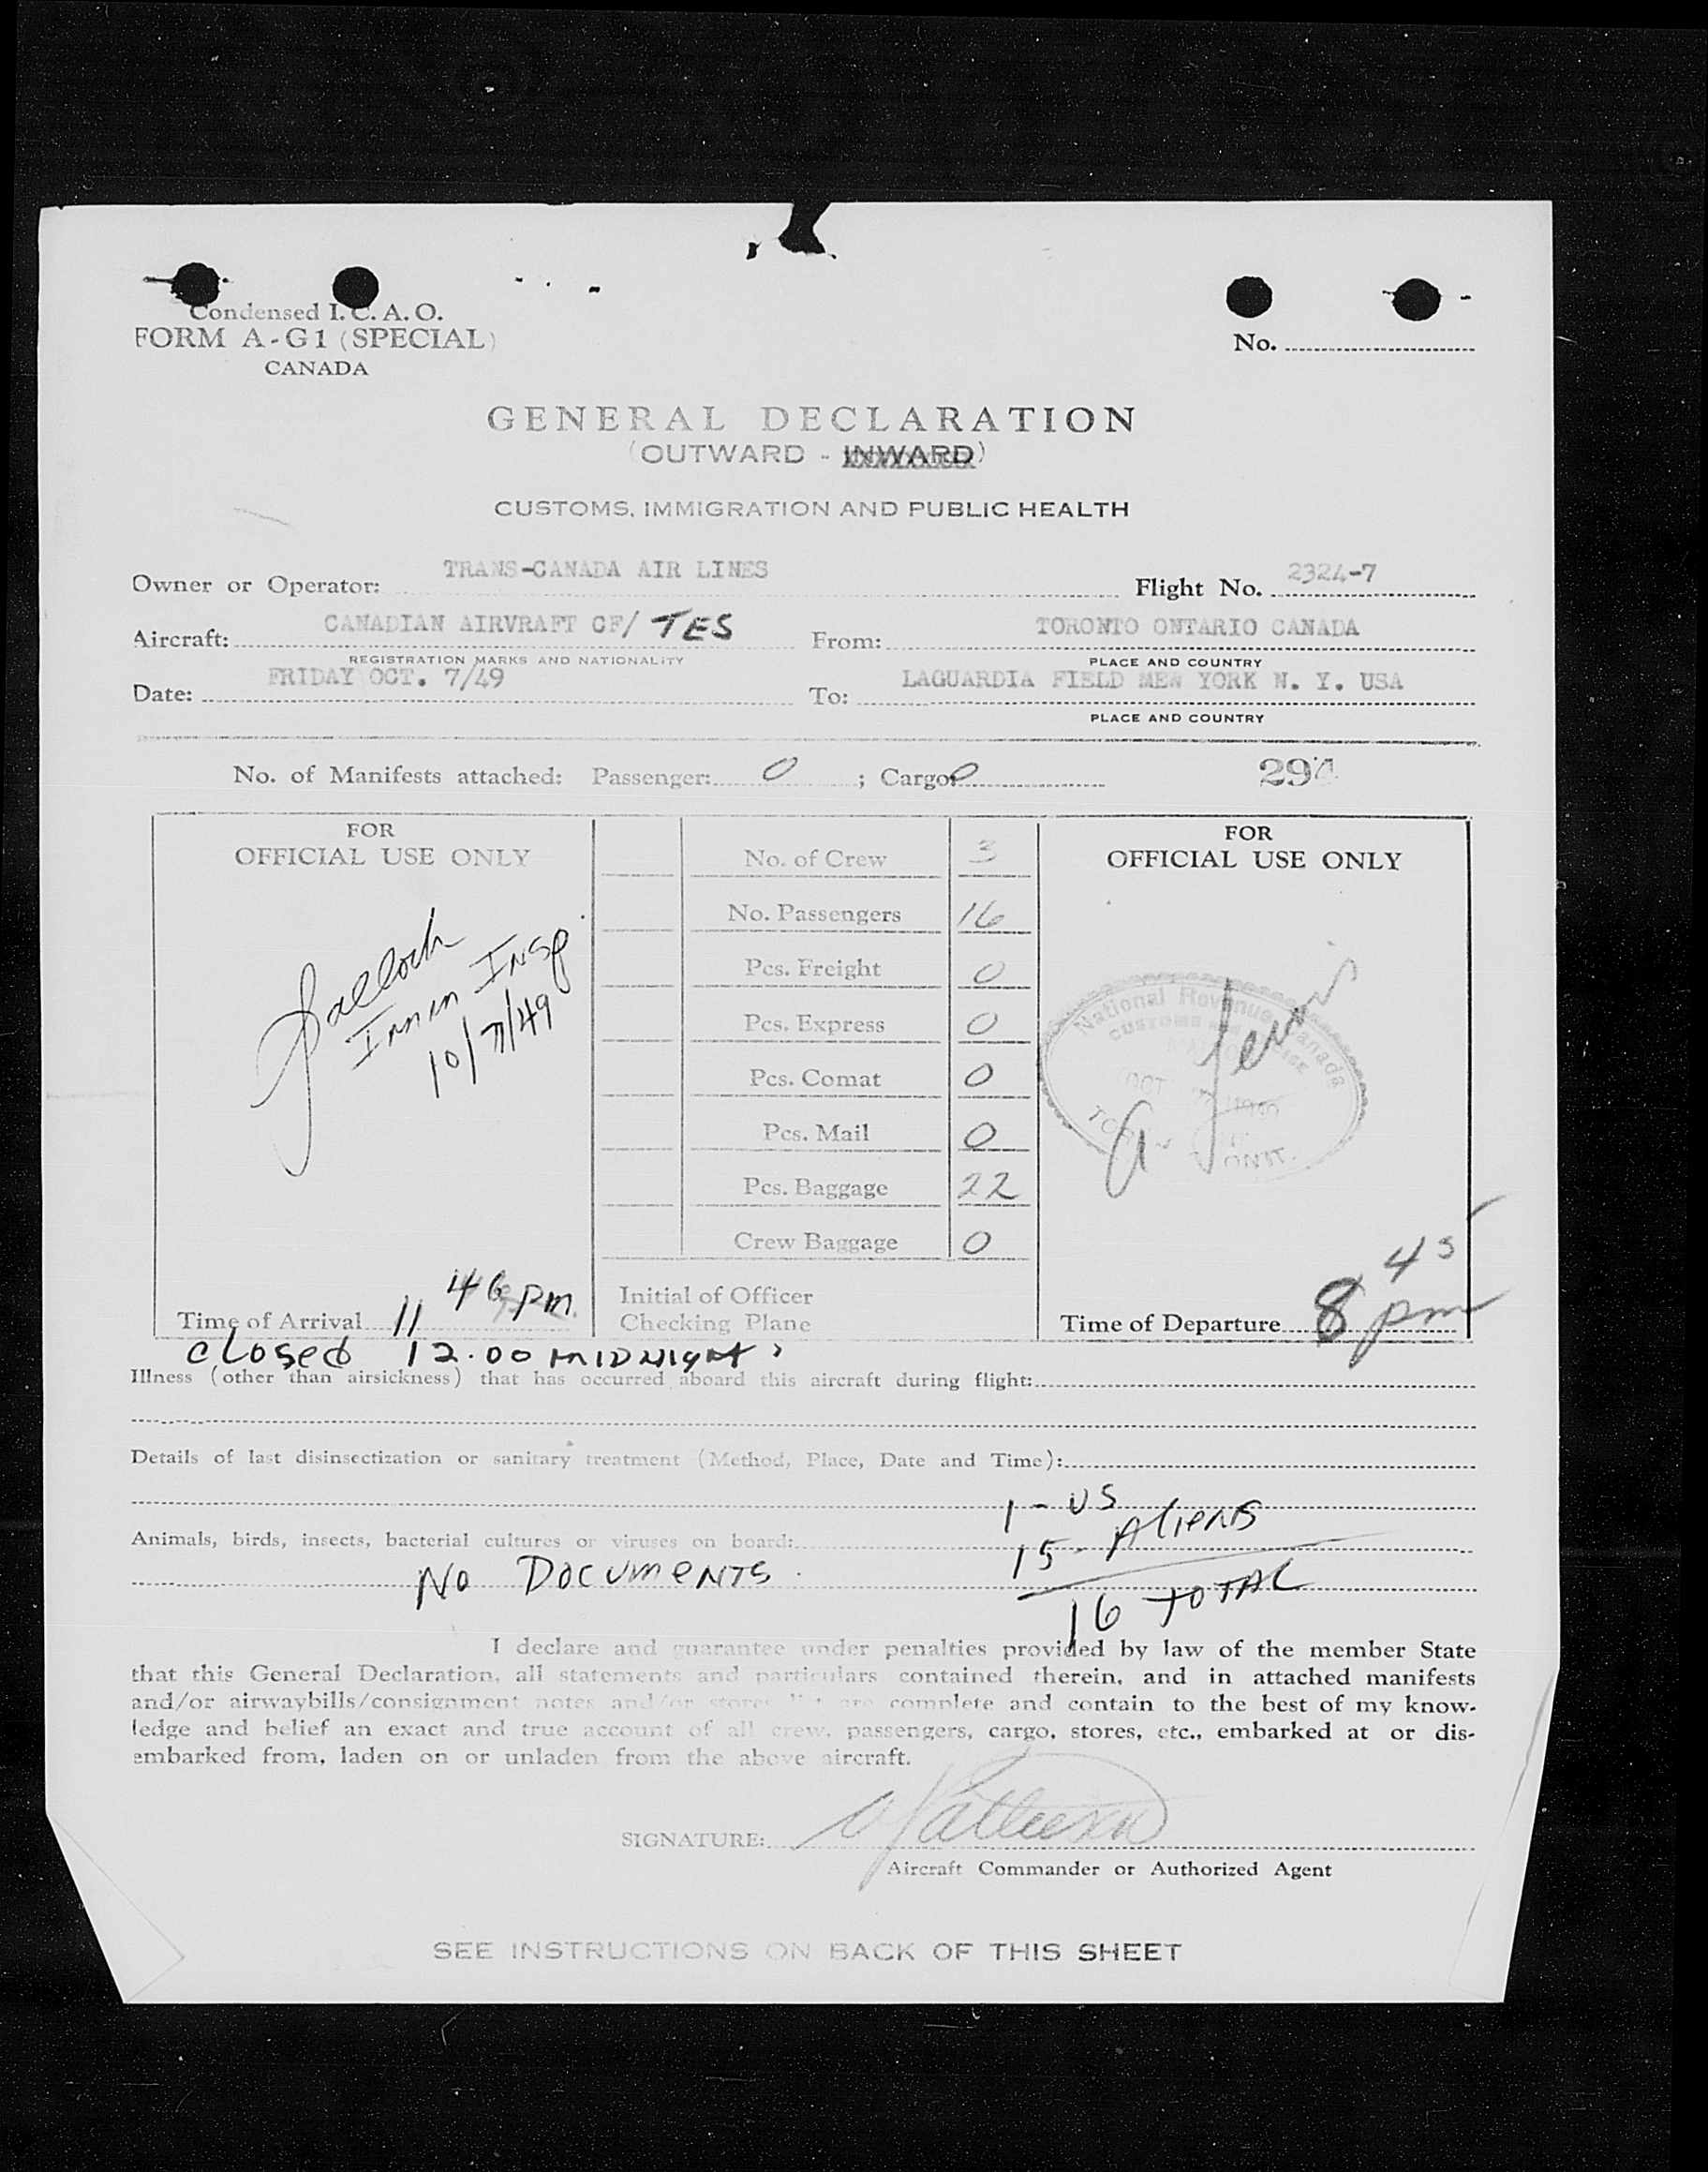 Condensed I. C. A. O.
FORM A-G1 (SPECIAL)
CANADA
No.
GENERAL DECLARATION
(OUTWARD - INWARD)
CUSTOMS, IMMIGRATION AND PUBLIC HEALTH
Owner or Operator: TRANS-CANADA AIR LINES Flight No. 2324-7
Aircraft: CANADIAN AIRVRAFT CF/ TES From: TORONTO ONTARIO CANADA
REGISTRATION MARKS AND NATIONALITY PLACE AND COUNTRY
Date: FRIDAY OCT. 7/49 To: LAGUARDIA FIELD NEW YORK N. Y. USA
PLACE AND COUNTRY
No. of Manifests attached: Passenger: 0 ; Cargo: 0 294
FOR
OFFICIAL USE ONLY
Immn Insp
10/7/49
Time of Arrival 11 46 pm
closed 12.00 MIDNIGHT
No. of Crew 3
No. Passengers 16
Pcs. Freight 0
Pcs. Express 0
Pcs. Comat 0
Pcs. Mail 0
Pcs. Baggage 22
Crew Baggage 0
Initial of Officer
Checking Plane
FOR
OFFICIAL USE ONLY
National Revenue Canada
CUSTOMS AND EXCISE
OCT
ONT.
Time of Departure 8 45 pm
Illness (other than airsickness) that has occurred aboard this aircraft during flight:
Details of last disinsectization or sanitary treatment (Method, Place, Date and Time):
1 - US
Animals, birds, insects, bacterial cultures or viruses on board:
15 - Aliens
No Documents.
16 TOTAL
I declare and guarantee under penalties provided by law of the member State
that this General Declaration, all statements and particulars contained therein, and in attached manifests
and/or airwaybills/consignment notes and/or stores list are complete and contain to the best of my know-
ledge and belief an exact and true account of all crew, passengers, cargo, stores, etc., embarked at or dis-
embarked from, laden on or unladen from the above aircraft.
SIGNATURE:
Aircraft Commander or Authorized Agent
SEE INSTRUCTIONS ON BACK OF THIS SHEET